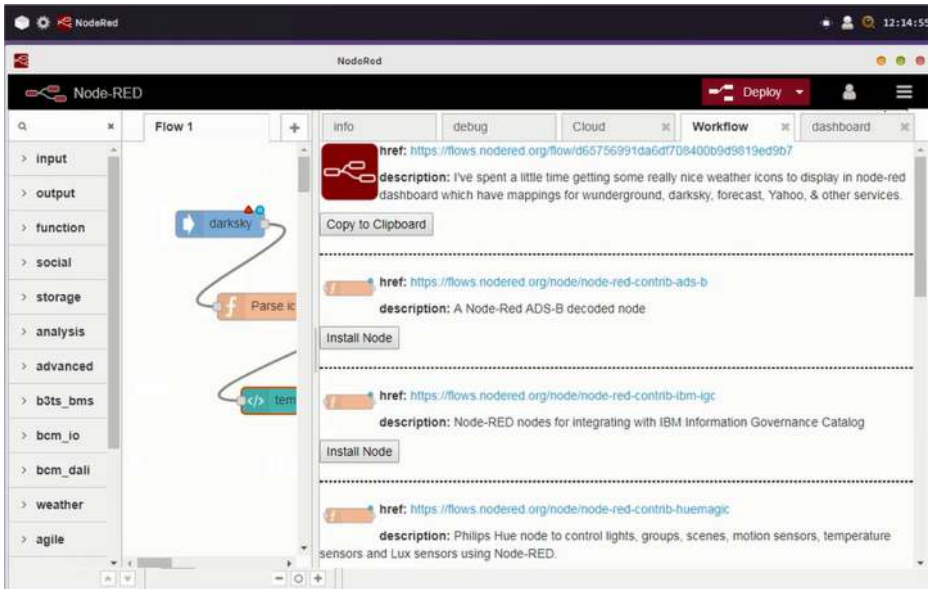 NodeRed
12:14:55
NodeRed
Node-RED
Deploy
Flow 1
info
debug
Cloud
Workflow
dashboard
input
output
function
social
storage
analysis
advanced
b3ts_bms
bcm_io
bcm_dali
weather
agile
darksky
Parse ic
tem
href: https://flows.nodered.org/flow/d65756991da6df708400b9d9819ed9b7
description: I've spent a little time getting some really nice weather icons to display in node-red
dashboard which have mappings for wunderground, darksky, forecast, Yahoo, & other services.
Copy to Clipboard
href: https://flows.nodered.org/node/node-red-contrib-ads-b
description: A Node-Red ADS-B decoded node
Install Node
href: https://flows.nodered.org/node/node-red-contrib-ibm-igc
description: Node-RED nodes for integrating with IBM Information Governance Catalog
Install Node
href: https://flows.nodered.org/node/node-red-contrib-huemagic
description: Philips Hue node to control lights, groups, scenes, motion sensors, temperature
sensors and Lux sensors using Node-RED.